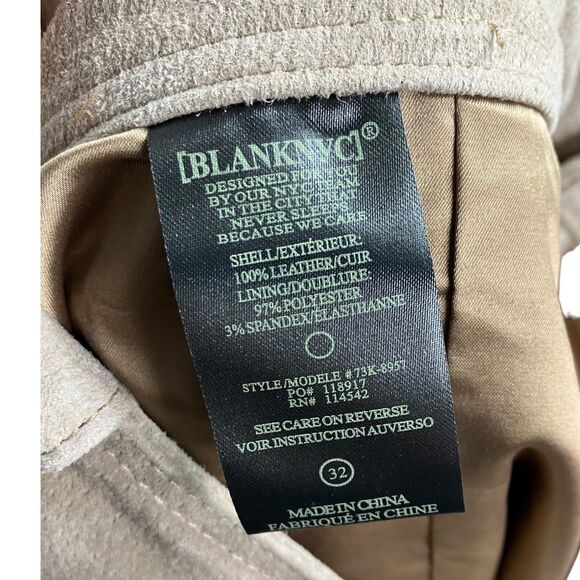 [BLANKNYC]®
DESIGNED FOR YOU
BY OUR NYC TEAM
IN THE CITY THAT
NEVER SLEEPS
BECAUSE WE CARE
SHELL/EXTÉRIEUR:
100% LEATHER/CUIR
LINING/DOUBLURE:
97% POLYESTER
3% SPANDEX/ELASTHANNE
STYLE/MODELE # 73K-8957
PO# 118917
RN# 114542
SEE CARE ON REVERSE
VOIR INSTRUCTION AUVERSO
32
MADE IN CHINA
FABRIQUÉ EN CHINE